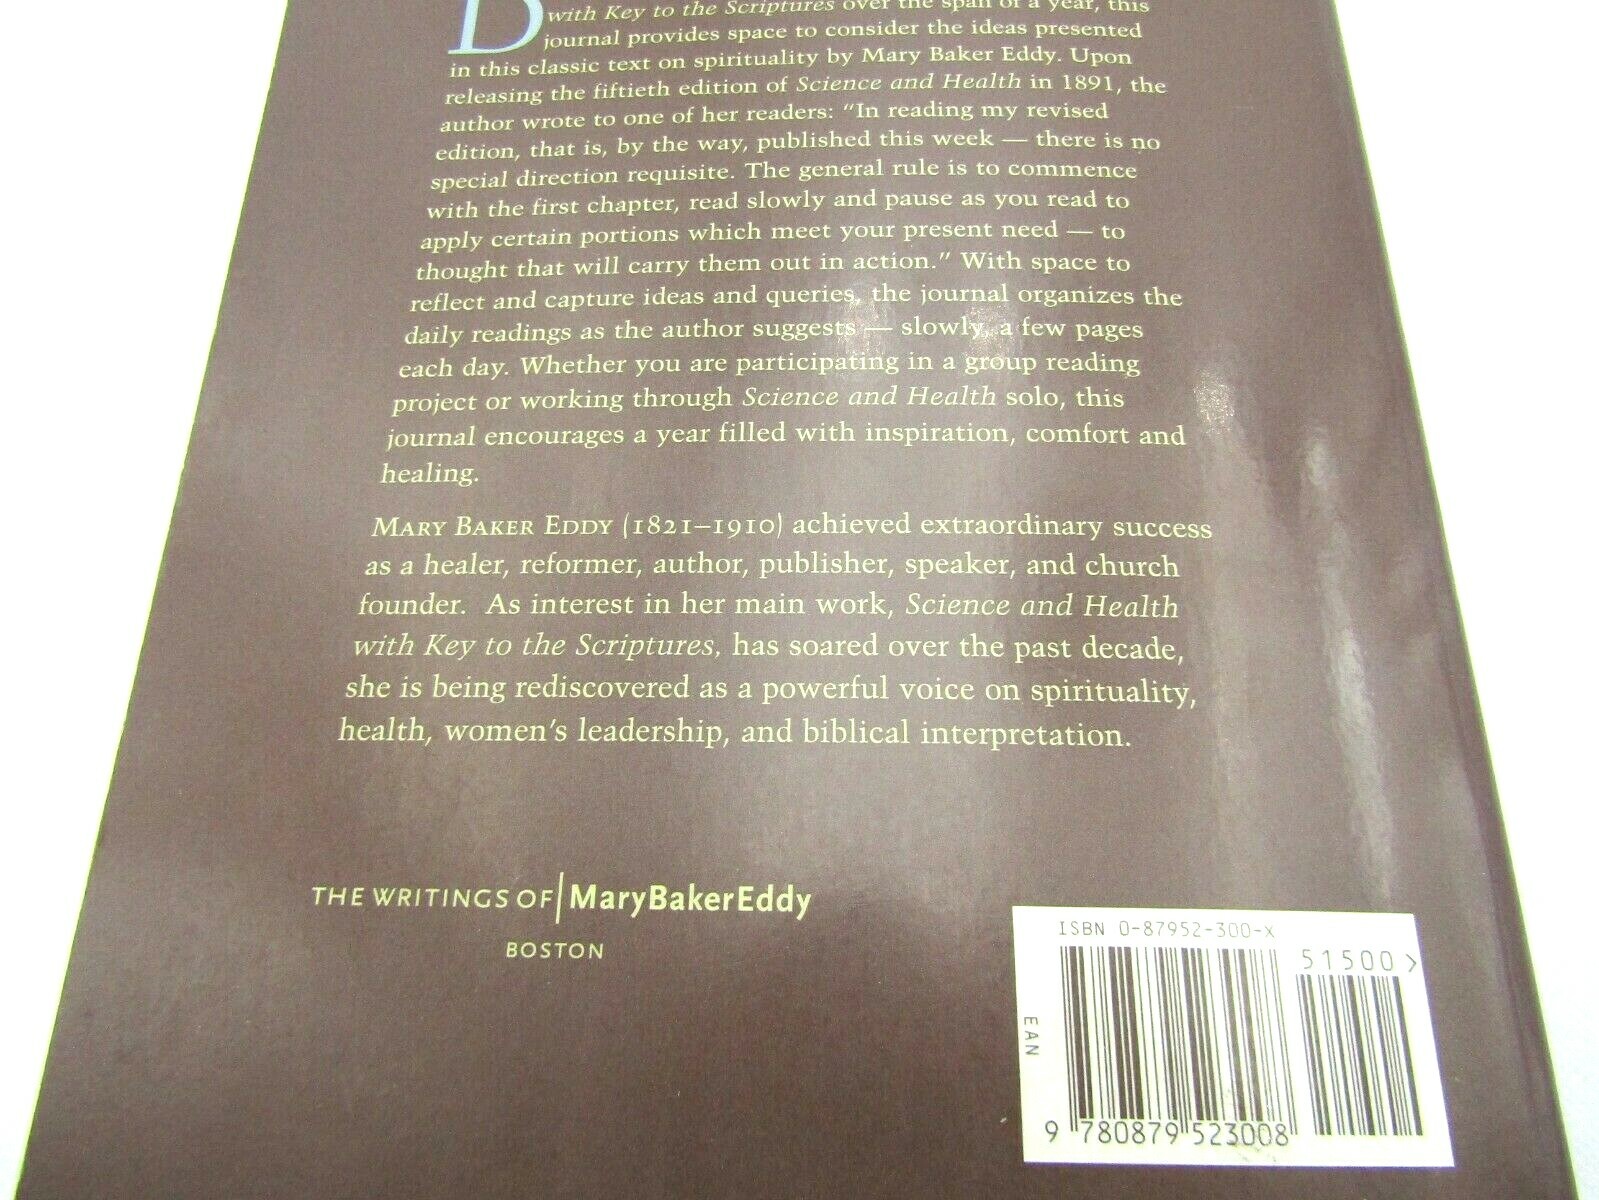 D
with Key to the Scriptures over the span of a year, this
journal provides space to consider the ideas presented
in this classic text on spirituality by Mary Baker Eddy. Upon
releasing the fiftieth edition of Science and Health in 1891, the
author wrote to one of her readers: “In reading my revised
edition, that is, by the way, published this week — there is no
special direction requisite. The general rule is to commence
with the first chapter, read slowly and pause as you read to
apply certain portions which meet your present need — to
thought that will carry them out in action.” With space to
reflect and capture ideas and queries, the journal organizes the
daily readings as the author suggests — slowly, a few pages
each day. Whether you are participating in a group reading
project or working through Science and Health solo, this
journal encourages a year filled with inspiration, comfort and
healing.
MARY BAKER EDDY (1821–1910) achieved extraordinary success
as a healer, reformer, author, publisher, speaker, and church
founder. As interest in her main work, Science and Health
with Key to the Scriptures, has soared over the past decade,
she is being rediscovered as a powerful voice on spirituality,
health, women’s leadership, and biblical interpretation.
THE WRITINGS OF | MaryBakerEddy
BOSTON
ISBN 0-87952-300-X
51500>
EAN
9 780879 523008